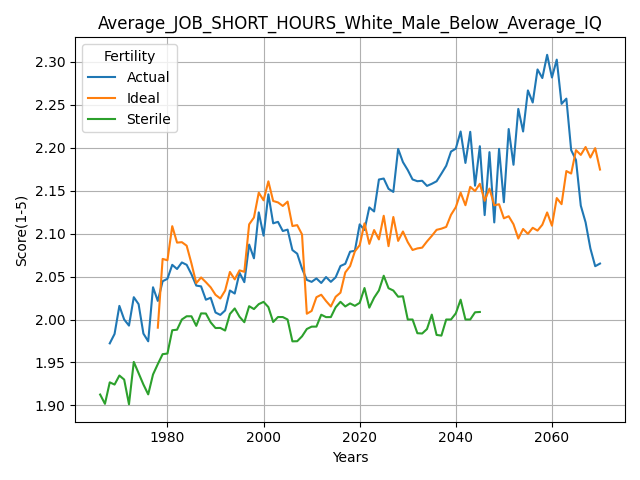 Average_JOB_SHORT_HOURS_White_Male_Below_Average_IQ
Fertility
Actual
Ideal
Sterile
Score(1-5)
2.30
2.25
2.20
2.15
2.10
2.05
2.00
1.95
1.90
1980 2000 2020 2040 2060
Years